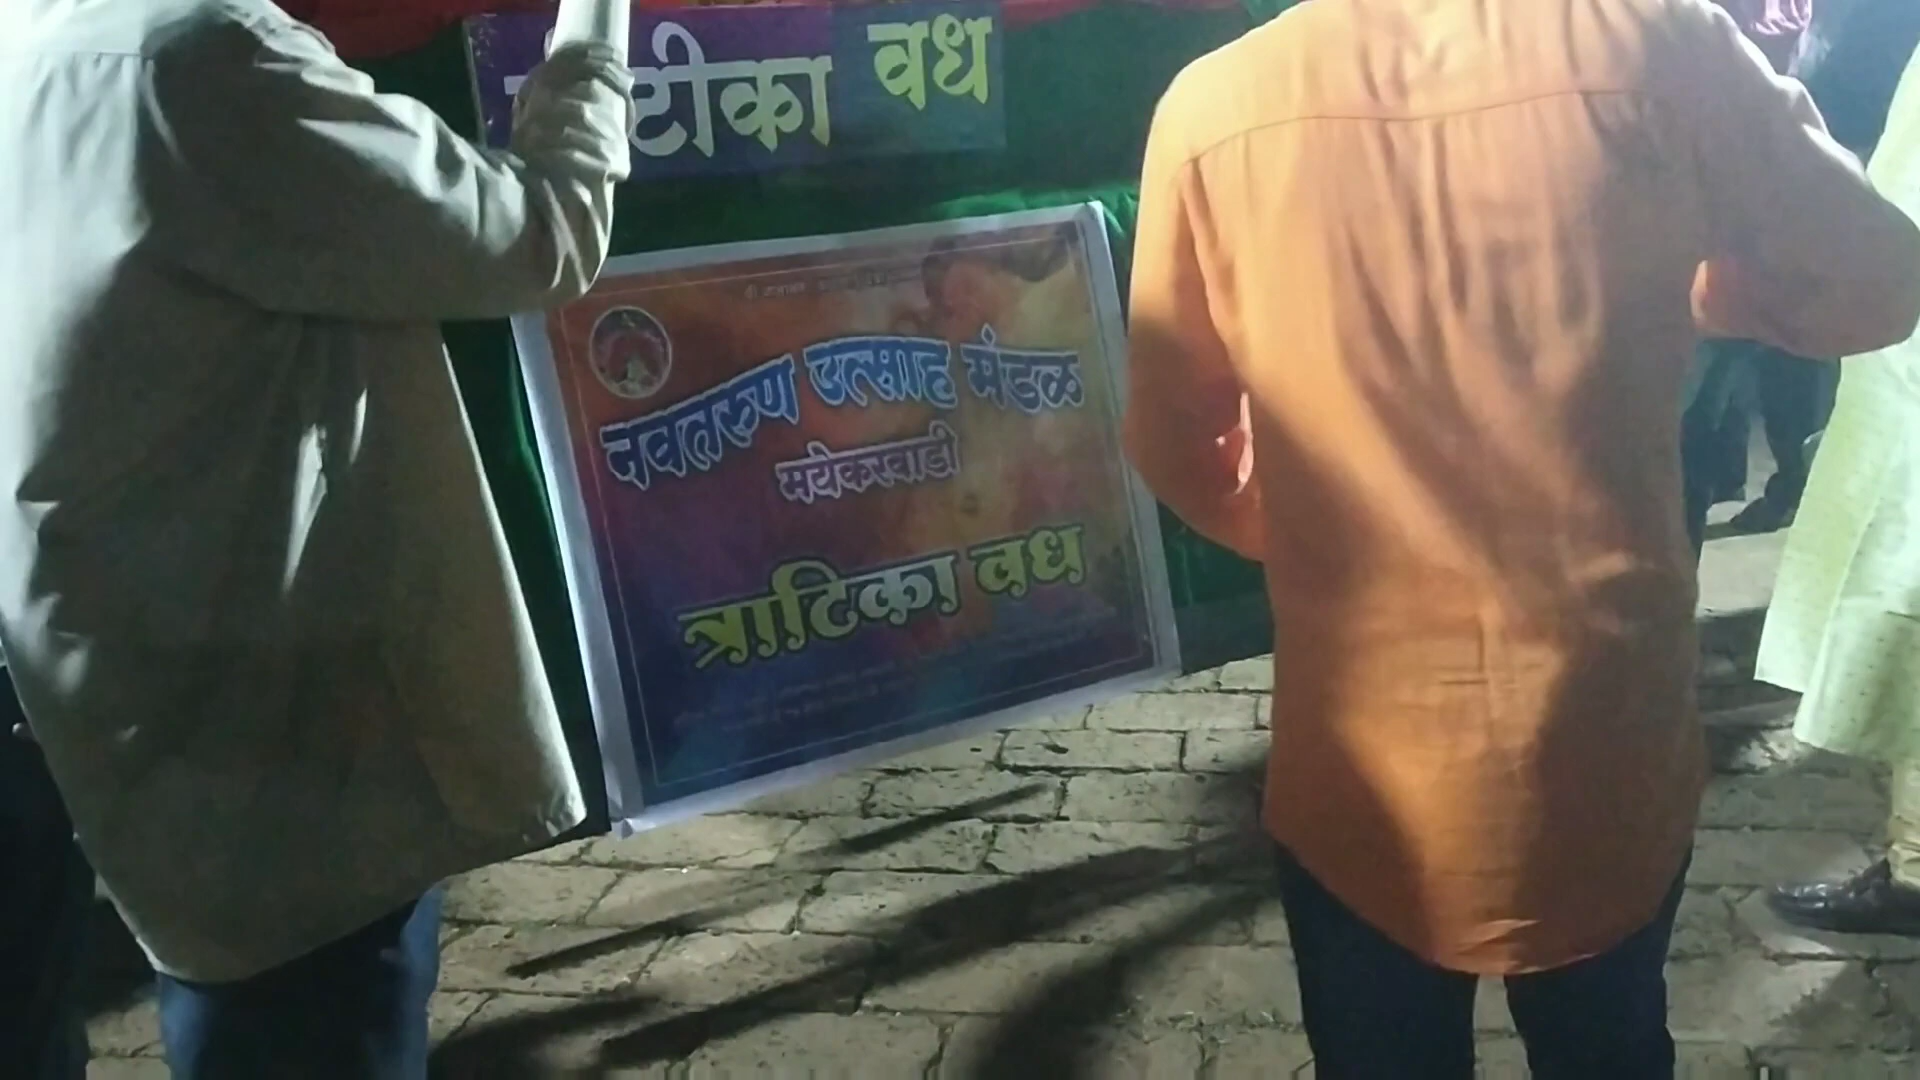 टीका वध
नवतरुण उत्साह मंडळ
मयेकरवाडी
त्राटिका वध